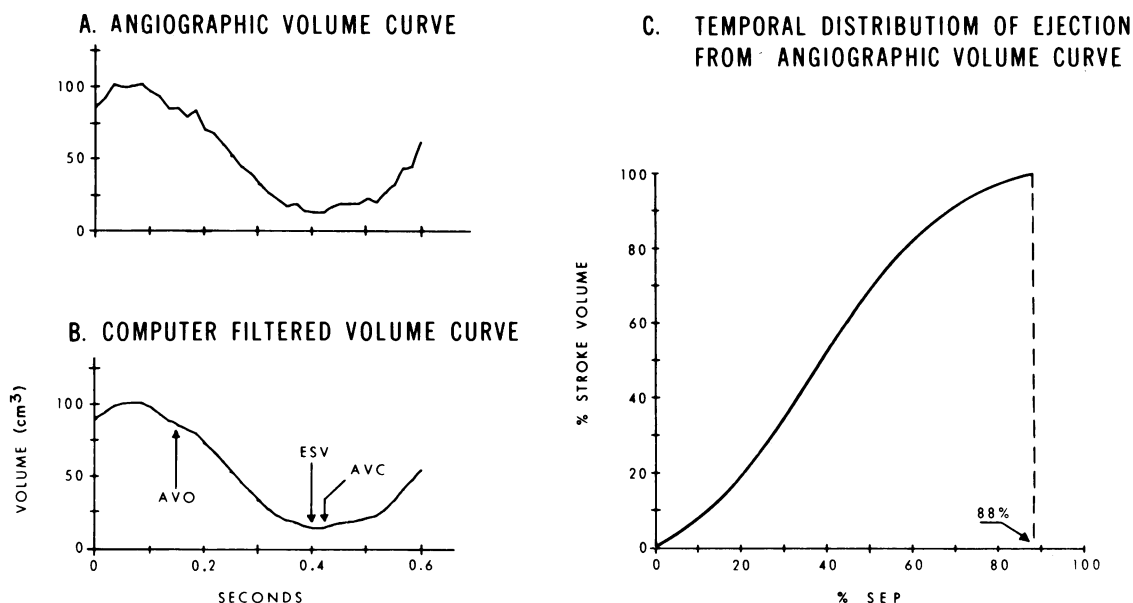 A. ANGIOGRAPHIC VOLUME CURVE
100
50
0
B. COMPUTER FILTERED VOLUME CURVE
VOLUME (cm³)
100
50
0
AVO
ESV
AVC
0
0.2
0.4
0.6
SECONDS
C. TEMPORAL DISTRIBUTIOM OF EJECTION
FROM ANGIOGRAPHIC VOLUME CURVE
% STROKE VOLUME
100
80
60
40
20
0
88%
0
20
40
60
80
100
% SEP